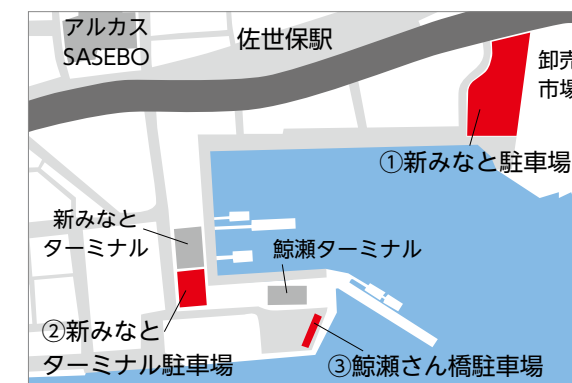 アルカス
SASEBO
佐世保駅
卸売
市場
①新みなと駐車場
新みなと
ターミナル
鯨瀬ターミナル
②新みなと
ターミナル駐車場
③鯨瀬さん橋駐車場